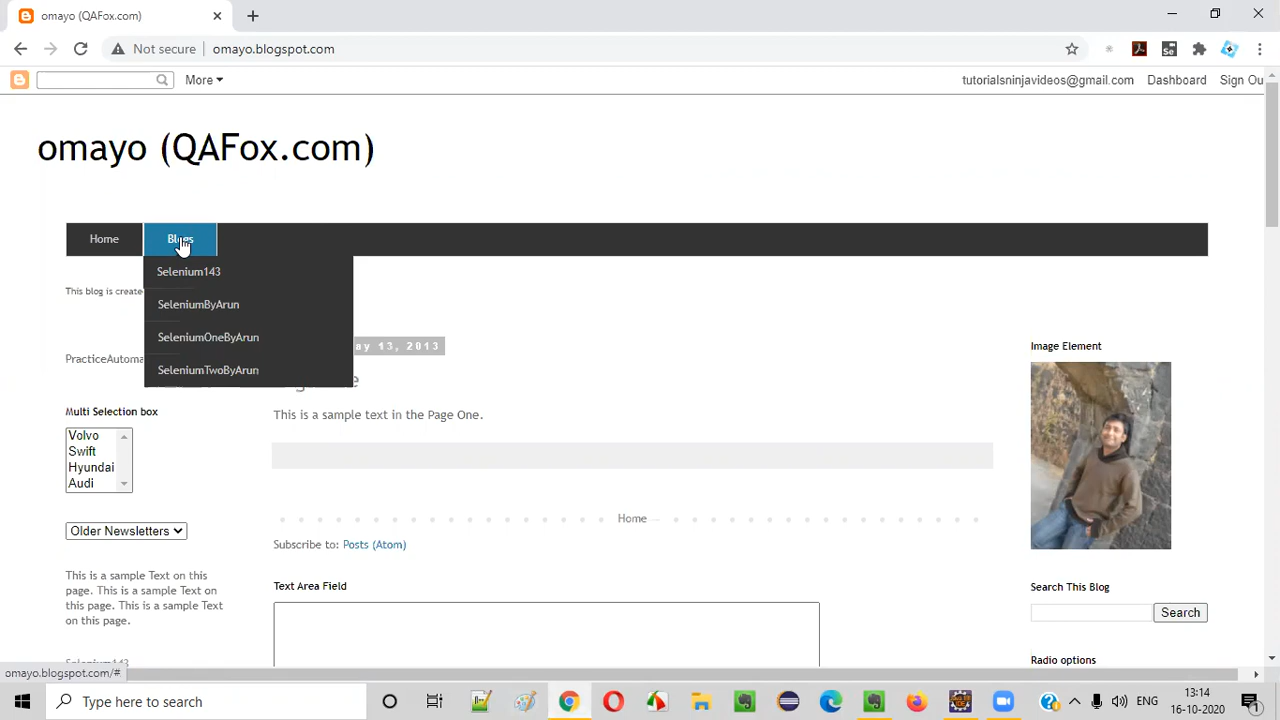 omayo (QAFox.com)
Not secure
omayo.blogspot.com
More
tutorialsninjavideos@gmail.com
Dashboard
Sign Ou
omayo (QAFox.com)
Home
Blogs
Selenium143
This blog is create
SeleniumByArun
SeleniumOneByArun
ay 13, 2013
Image Element
PracticeAutoma
SeleniumTwoByArun
Multi Selection box
This is a sample text in the Page One.
Volvo
Swift
Hyundai
Audi
Home
Older Newsletters
Subscribe to: Posts (Atom)
This is a sample Text on this
page. This is a sample Text on
this page. This is a sample Text
on this page.
Text Area Field
Search This Blog
Search
Selenium143
Radio options
omayo.blogspot.com/#
Type here to search
ENG
13:14
16-10-2020